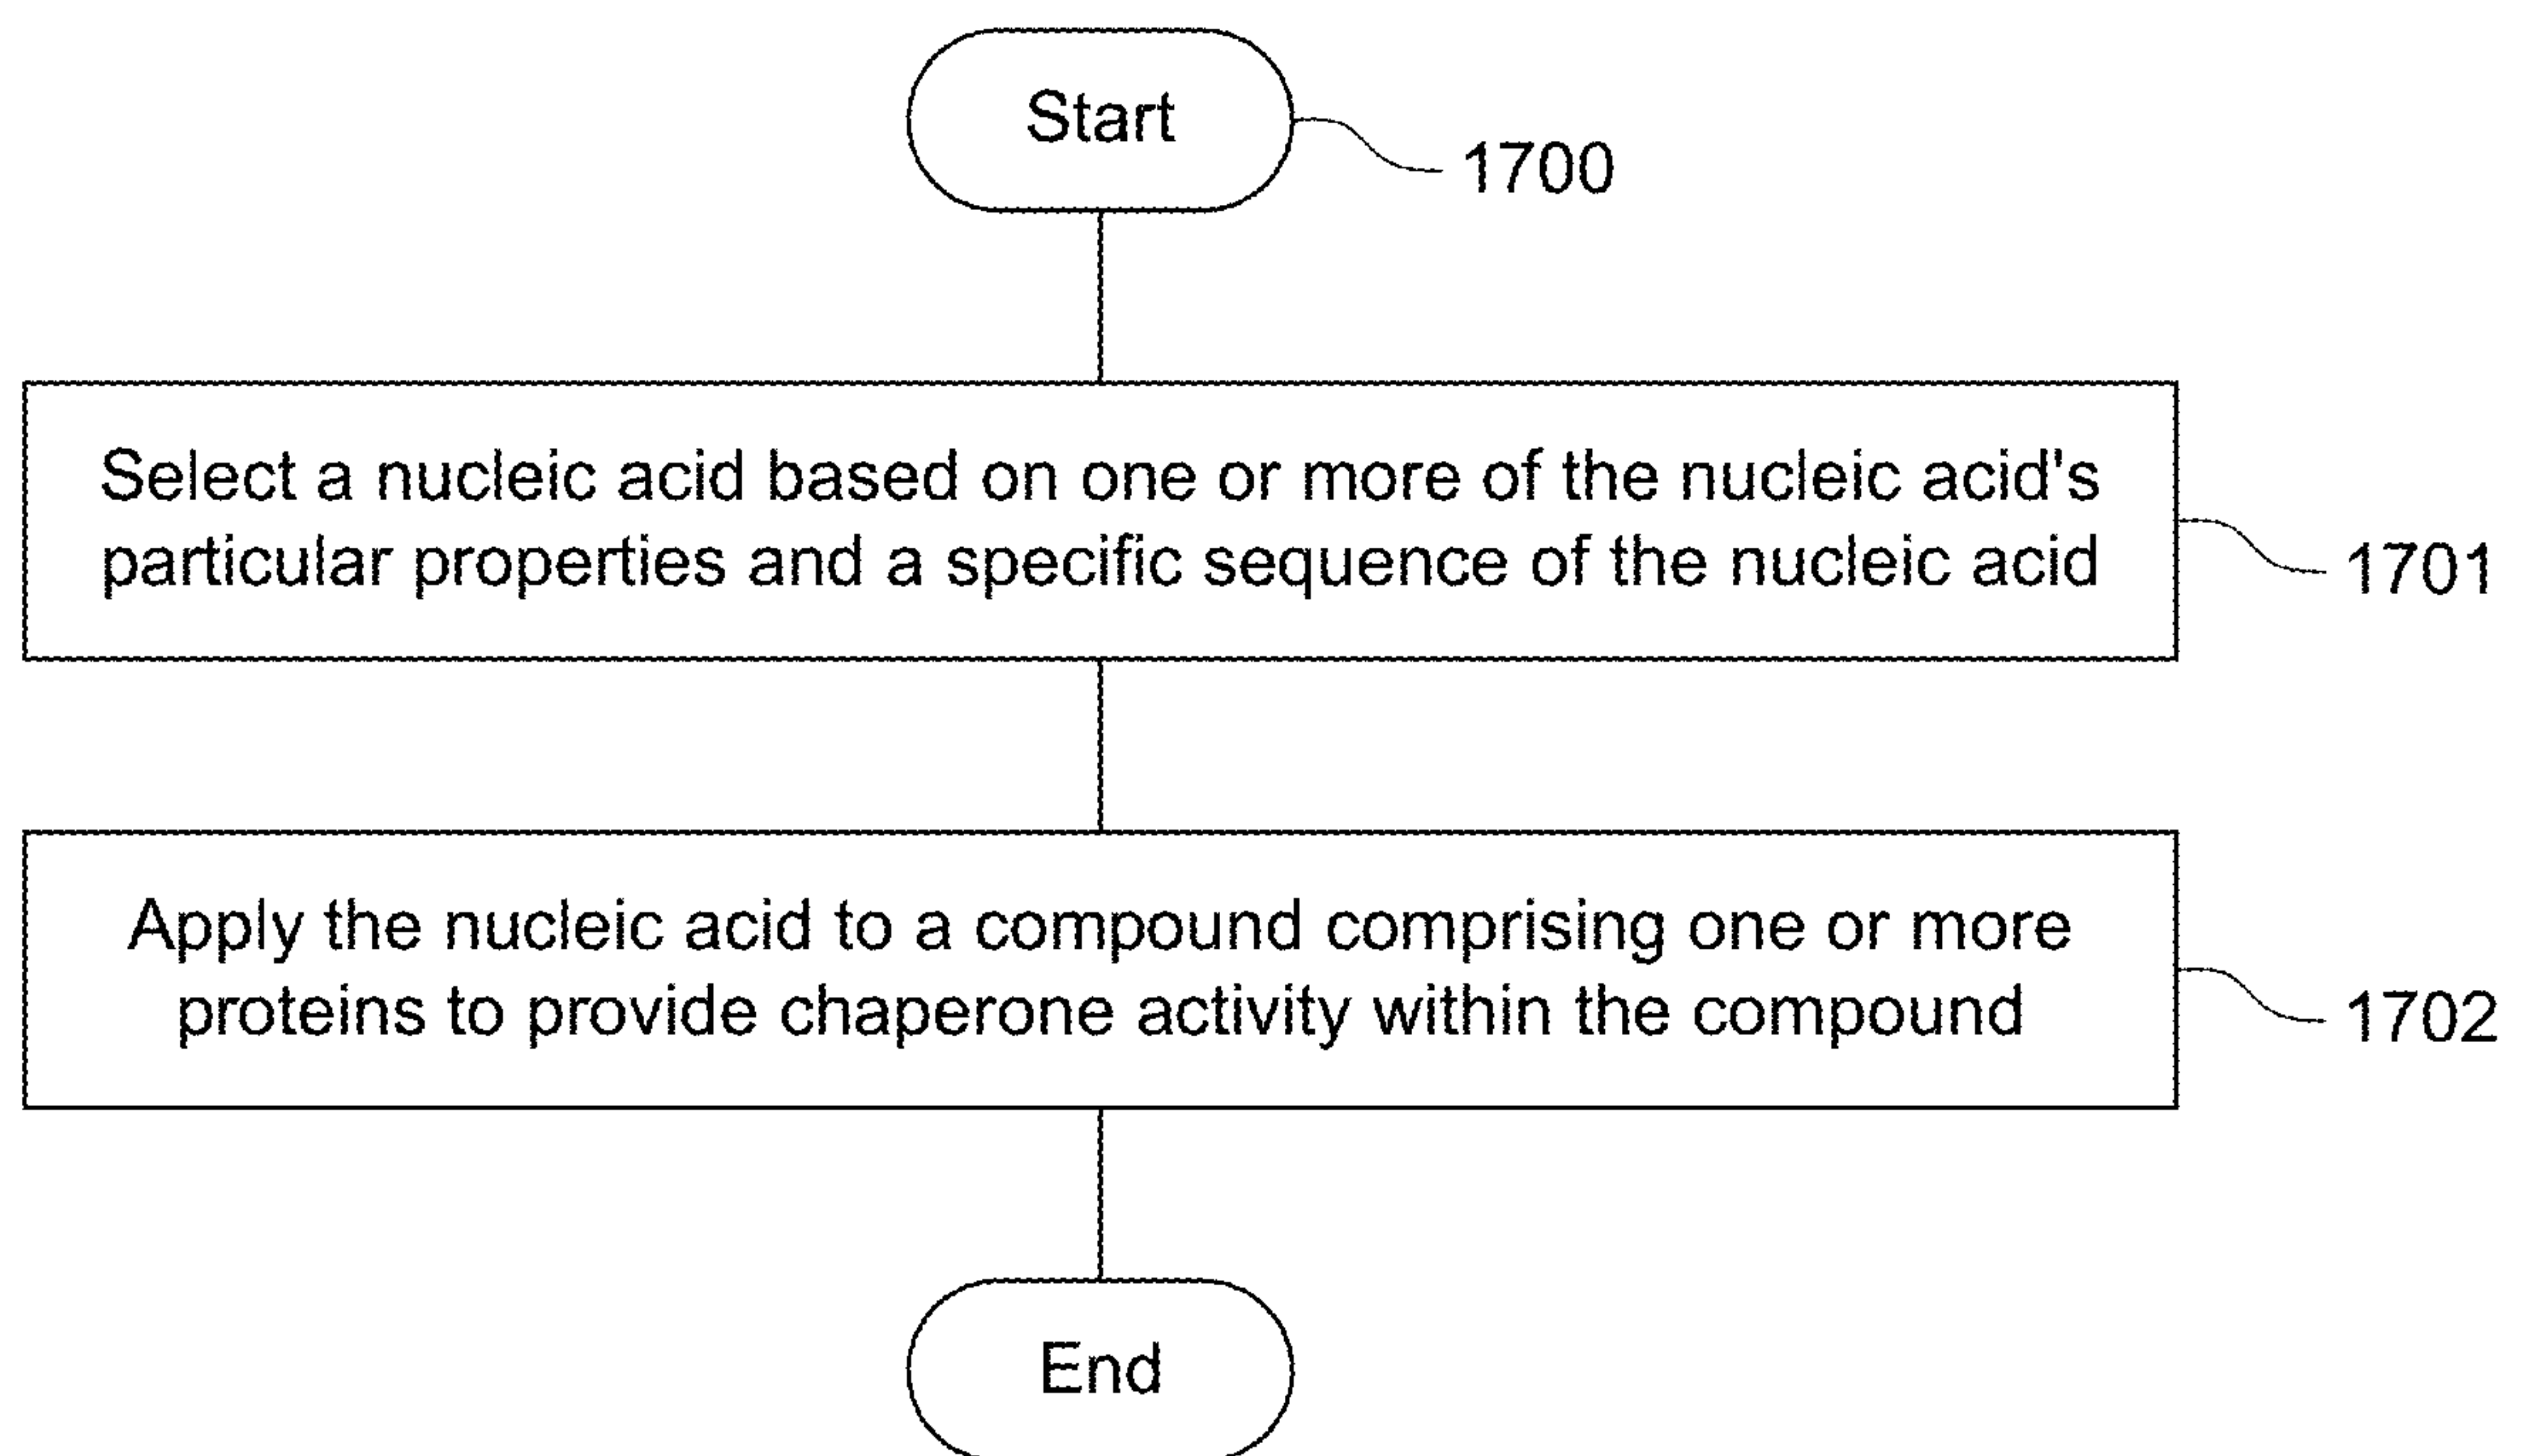 Start
1700
Select a nucleic acid based on one or more of the nucleic acid's
particular properties and a specific sequence of the nucleic acid
1701
Apply the nucleic acid to a compound comprising one or more
proteins to provide chaperone activity within the compound
1702
End